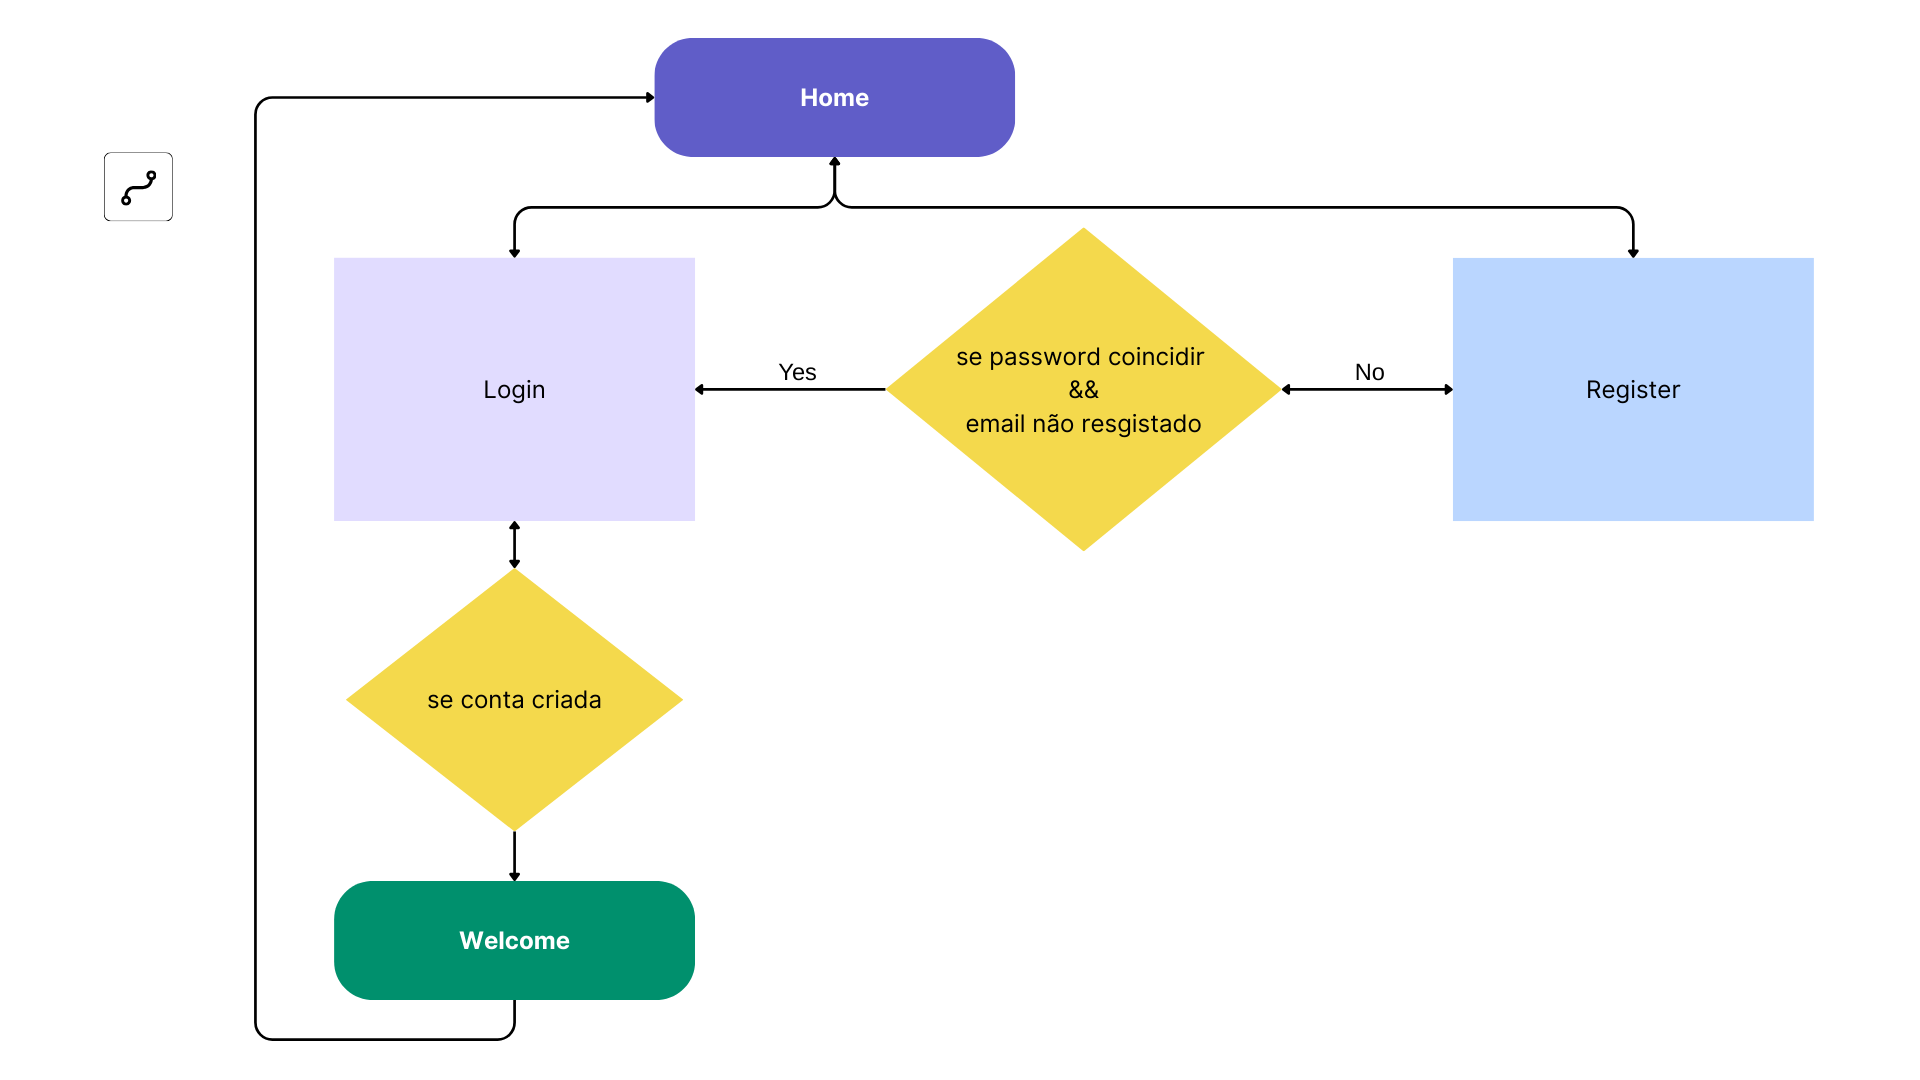 Home
Login
Yes
se password coincidir
&&
email não resgistado
No
Register
se conta criada
Welcome